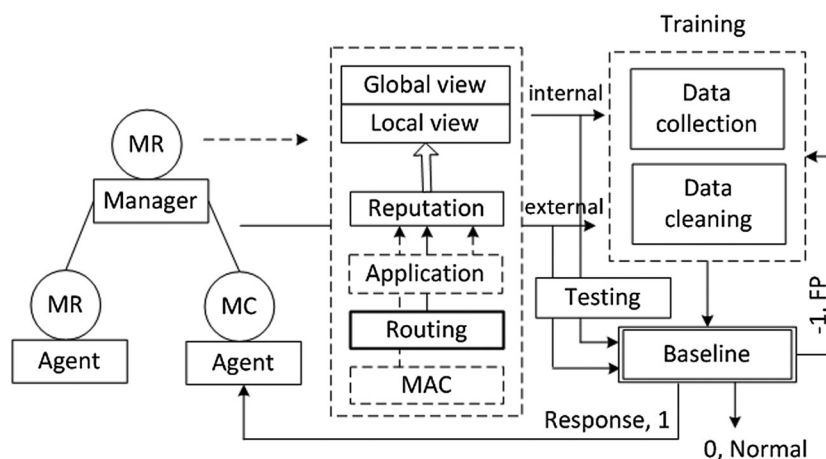 Training
Global view
Local view
internal
Data
collection
MR
Manager
Reputation
external
Data
cleaning
Application
Testing
-1, FP
MR
MC
Routing
Baseline
Agent
Agent
MAC
Response, 1
0, Normal